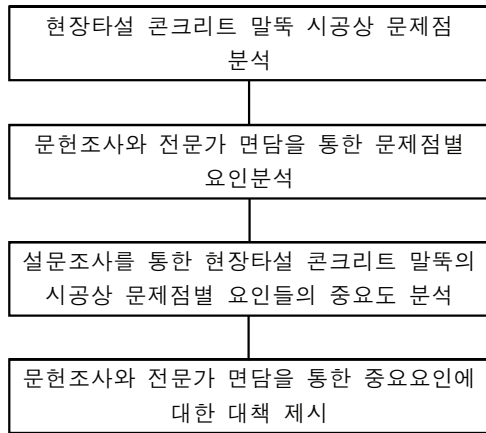 현장타설 콘크리트 말뚝 시공상 문제점
분석
문헌조사와 전문가 면담을 통한 문제점별
요인분석
설문조사를 통한 현장타설 콘크리트 말뚝의
시공상 문제점별 요인들의 중요도 분석
문헌조사와 전문가 면담을 통한 중요요인에
대한 대책 제시